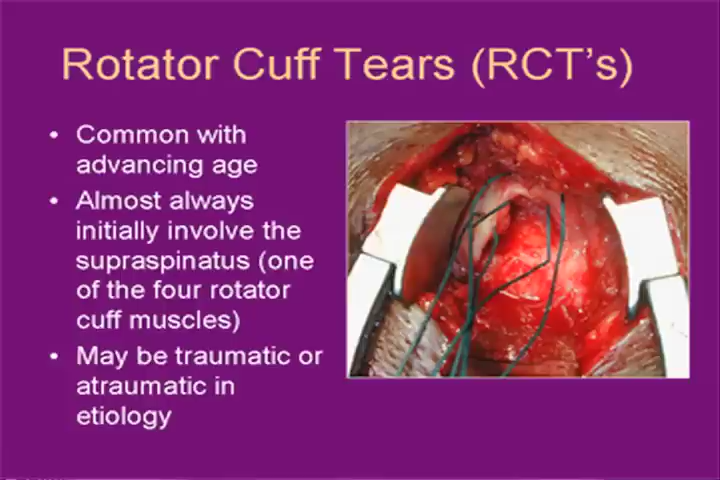 Rotator Cuff Tears (RCT's)
• Common with
advancing age
• Almost always
initially involve the
supraspinatus (one
of the four rotator
cuff muscles)
• May be traumatic or
atraumatic in
etiology